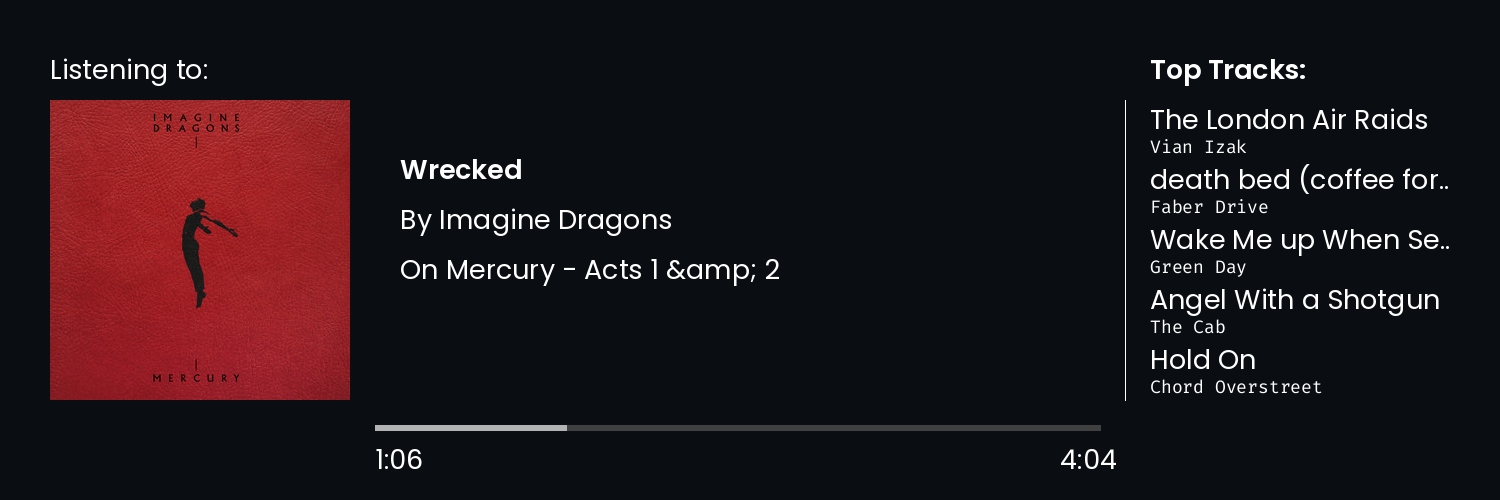 Listening to:
IMAGINE
DRAGONS
MERCURY
Wrecked
By Imagine Dragons
On Mercury - Acts 1 &amp; 2
1:06
4:04
Top Tracks:
The London Air Raids
Vian Izak
death bed (coffee for..
Faber Drive
Wake Me up When Se..
Green Day
Angel With a Shotgun
The Cab
Hold On
Chord Overstreet